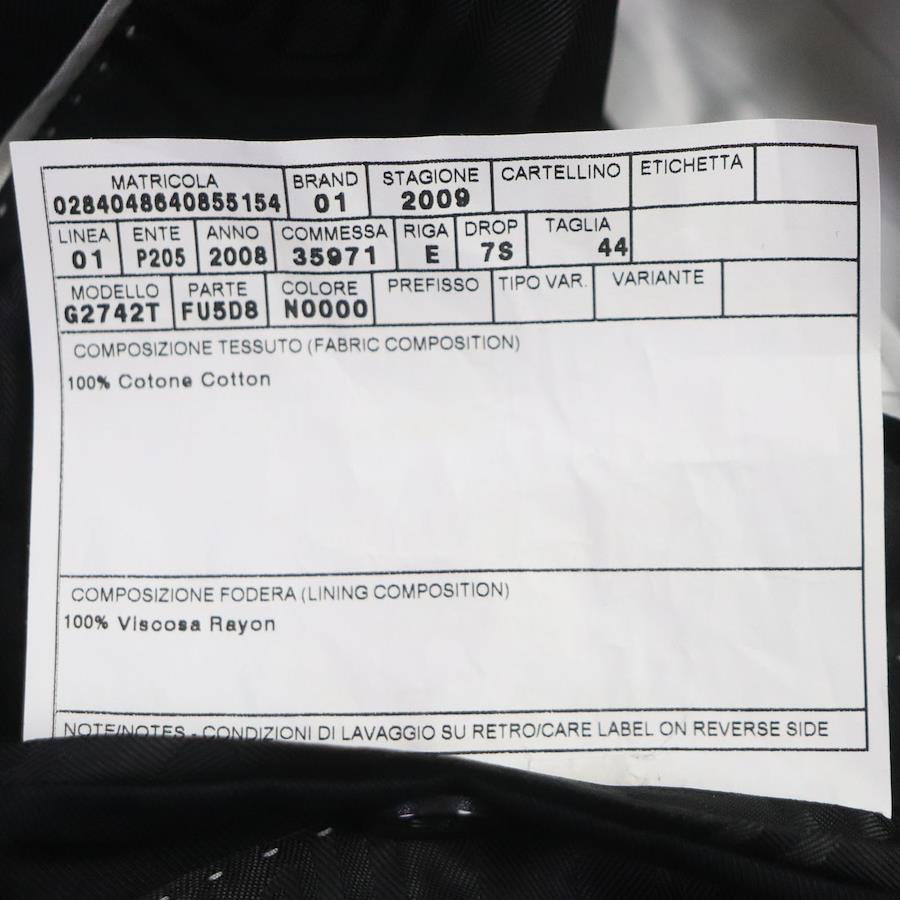 MATRICOLA BRAND STAGIONE CARTELLINO ETICHETTA
0284048640855154 01 2009
LINEA ENTE ANNO COMMESSA RIGA DROP TAGLIA
01 P205 2008 35971 E 7S 44
MODELLO PARTE COLORE PREFISSO TIPO VAR. VARIANTE
G2742T FU5D8 N0000
COMPOSIZIONE TESSUTO (FABRIC COMPOSITION)
100% Cotone Cotton
COMPOSIZIONE FODERA (LINING COMPOSITION)
100% Viscosa Rayon
NOTE/NOTES - CONDIZIONI DI LAVAGGIO SU RETRO/CARE LABEL ON REVERSE SIDE